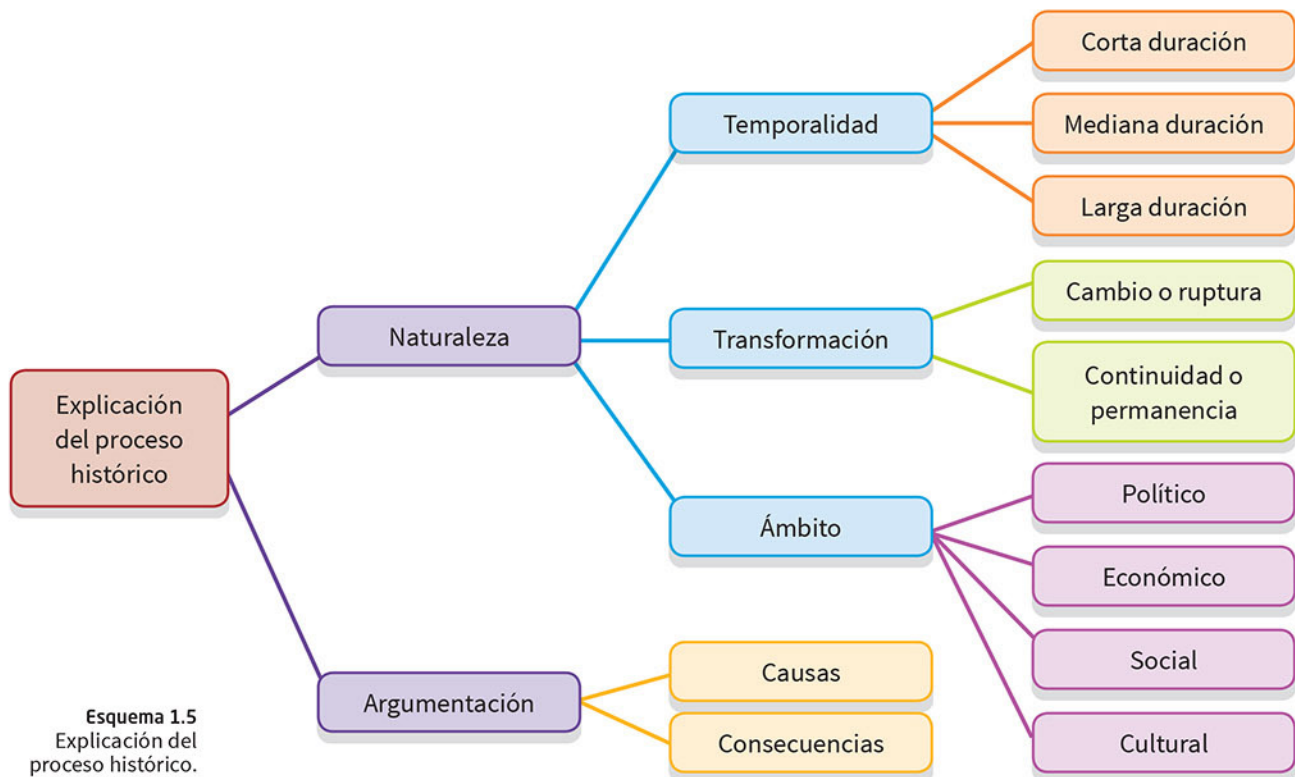 Explicación
del proceso
histórico
Naturaleza
Temporalidad
Corta duración
Mediana duración
Larga duración
Transformación
Cambio o ruptura
Continuidad o
permanencia
Ámbito
Político
Económico
Social
Cultural
Argumentación
Causas
Consecuencias
Esquema 1.5
Explicación del
proceso histórico.